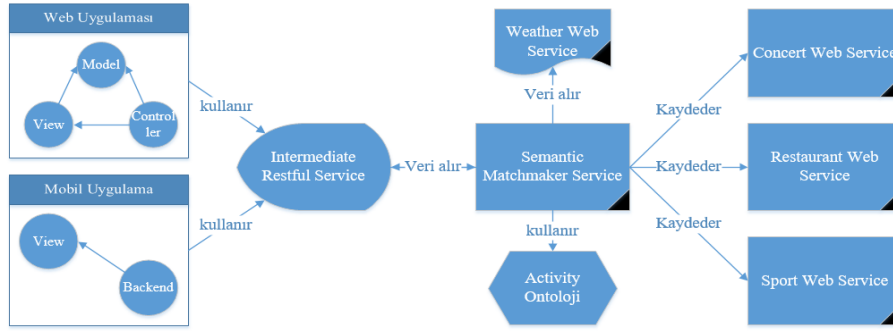 Web Uygulaması
Model
View
Controller
kullanır
Mobil Uygulama
View
Backend
kullanır
Intermediate
Restful Service
Veri alır
Weather Web
Service
Veri alır
Semantic
Matchmaker Service
kullanır
Activity
Ontoloji
Kaydeder
Kaydeder
Kaydeder
Concert Web Service
Restaurant Web
Service
Sport Web Service